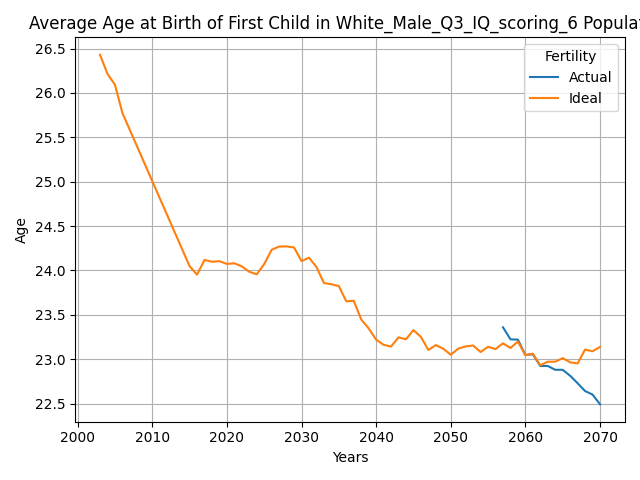 Average Age at Birth of First Child in White_Male_Q3_IQ_scoring_6 Populat
Fertility
Actual
Ideal
26.5
26.0
25.5
25.0
24.5
24.0
23.5
23.0
22.5
Age
2000 2010 2020 2030 2040 2050 2060 2070
Years